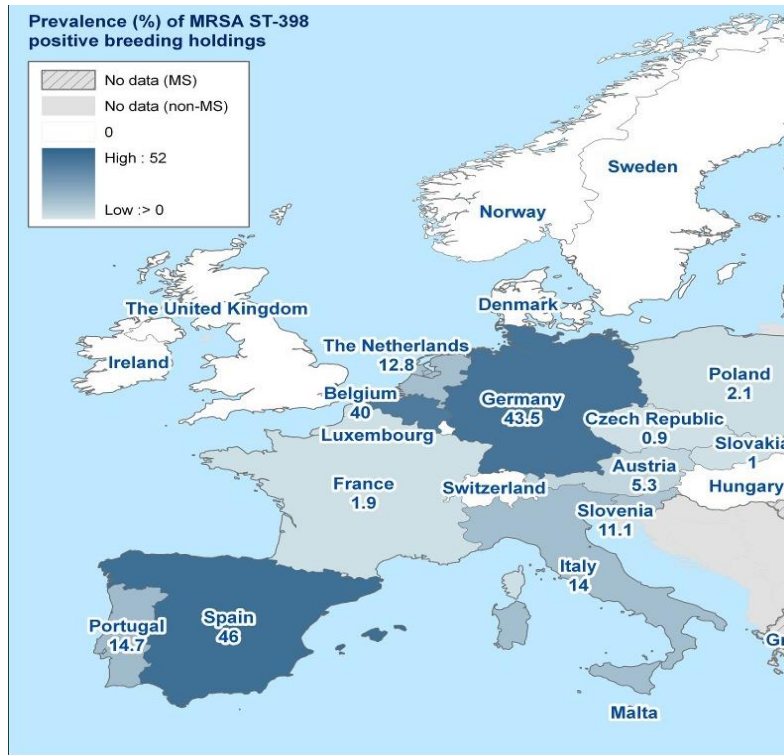 Prevalence (%) of MRSA ST-398
positive breeding holdings
No data (MS)
No data (non-MS)
0
High : 52
Low :> 0
Sweden
Norway
The United Kingdom
Denmark
Ireland
The Netherlands
12.8
Poland
2.1
Belgium
40
Germany
43.5
Czech Republic
0.9
Luxembourg
Slovakia
1
Austria
5.3
France
1.9
Switzerland
Hungary
Slovenia
11.1
Italy
14
Portugal
14.7
Spain
46
Gr
Malta